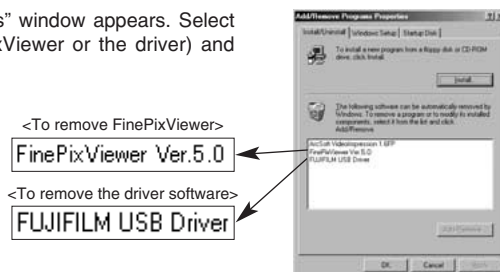 s” window appears. Select
xViewer or the driver) and
<To remove FinePixViewer>
FinePixViewer Ver.5.0
<To remove the driver software>
FUJIFILM USB Driver
Add/Remove Programs Properties
Install/Uninstall Windows Setup Startup Disk
To install a new program from a floppy disk or CD-ROM
drive, click Install.
Install...
The following software can be automatically removed by
Windows. To remove a program or to modify its installed
components, select it from the list and click
Add/Remove.
ArcSoft VideoImpression 1.6FP
FinePixViewer Ver.5.0
FUJIFILM USB Driver
Add/Remove...
OK Cancel Apply